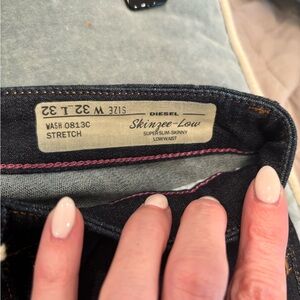 SIZE W 32 L 32
WASH 0813C
STRETCH
DIESEL
Skinzee-Low
SUPER SLIM-SKINNY
LOW WAIST